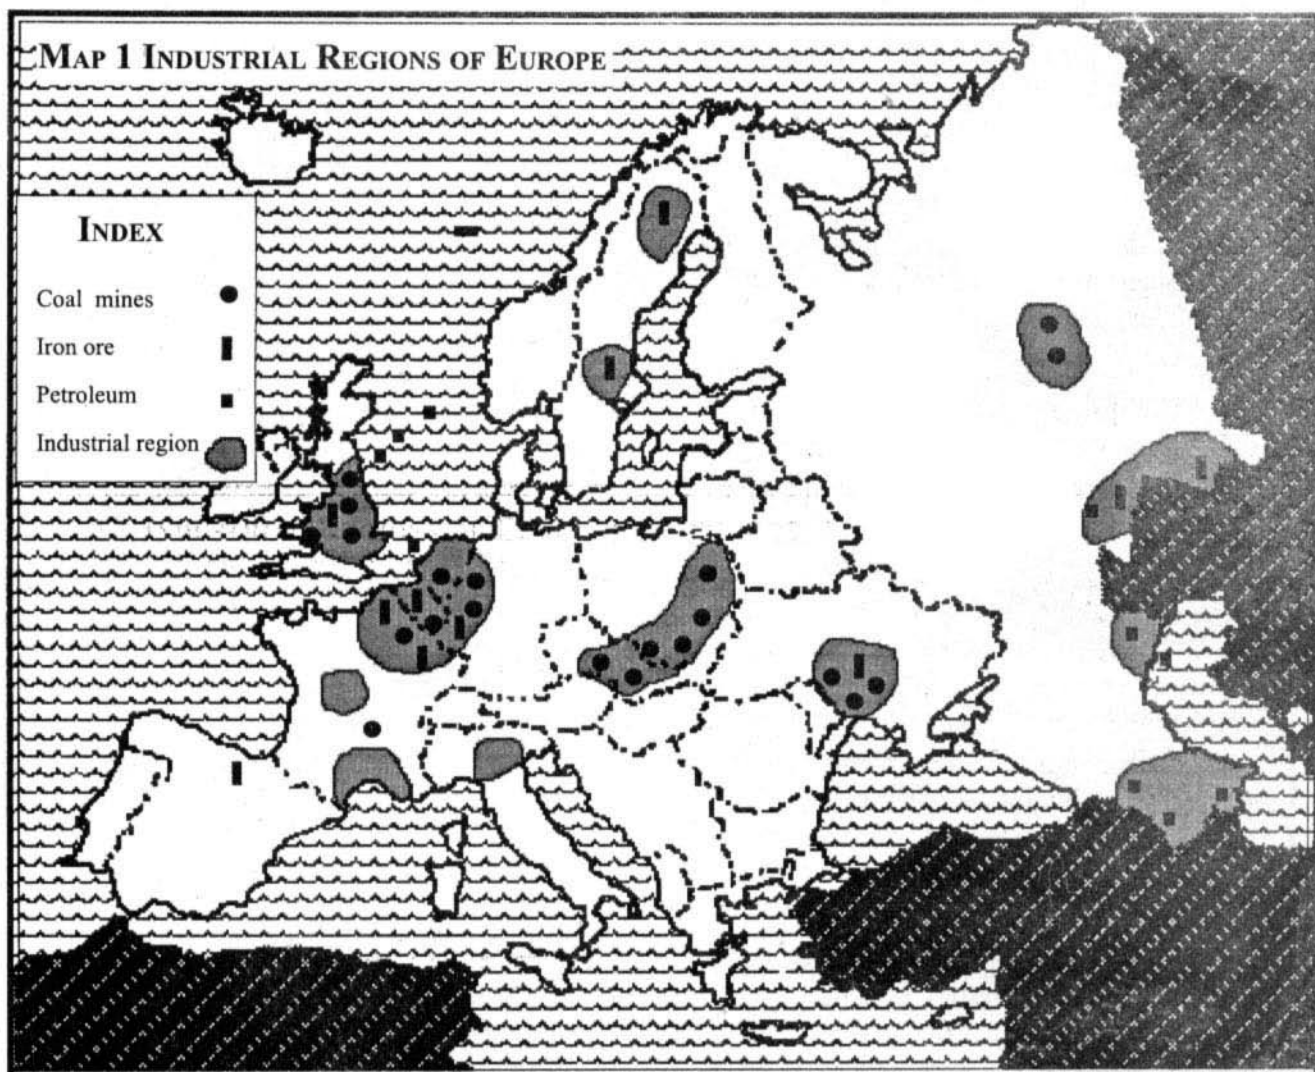 MAP 1 INDUSTRIAL REGIONS OF EUROPE
INDEX
Coal mines
Iron ore
Petroleum
Industrial region